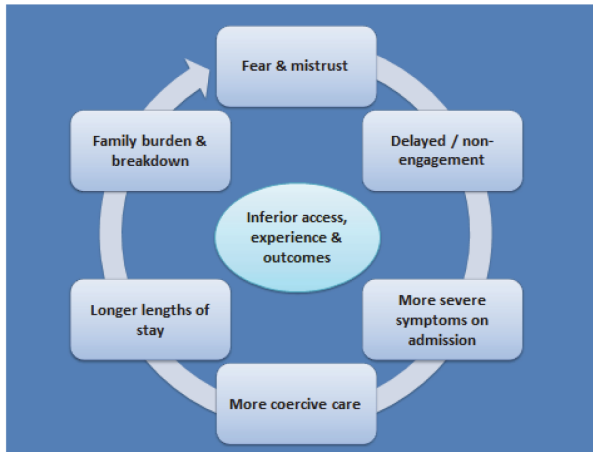 Fear & mistrust
Delayed / non-
engagement
More severe
symptoms on
admission
More coercive care
Longer lengths of
stay
Family burden &
breakdown
Inferior access,
experience &
outcomes